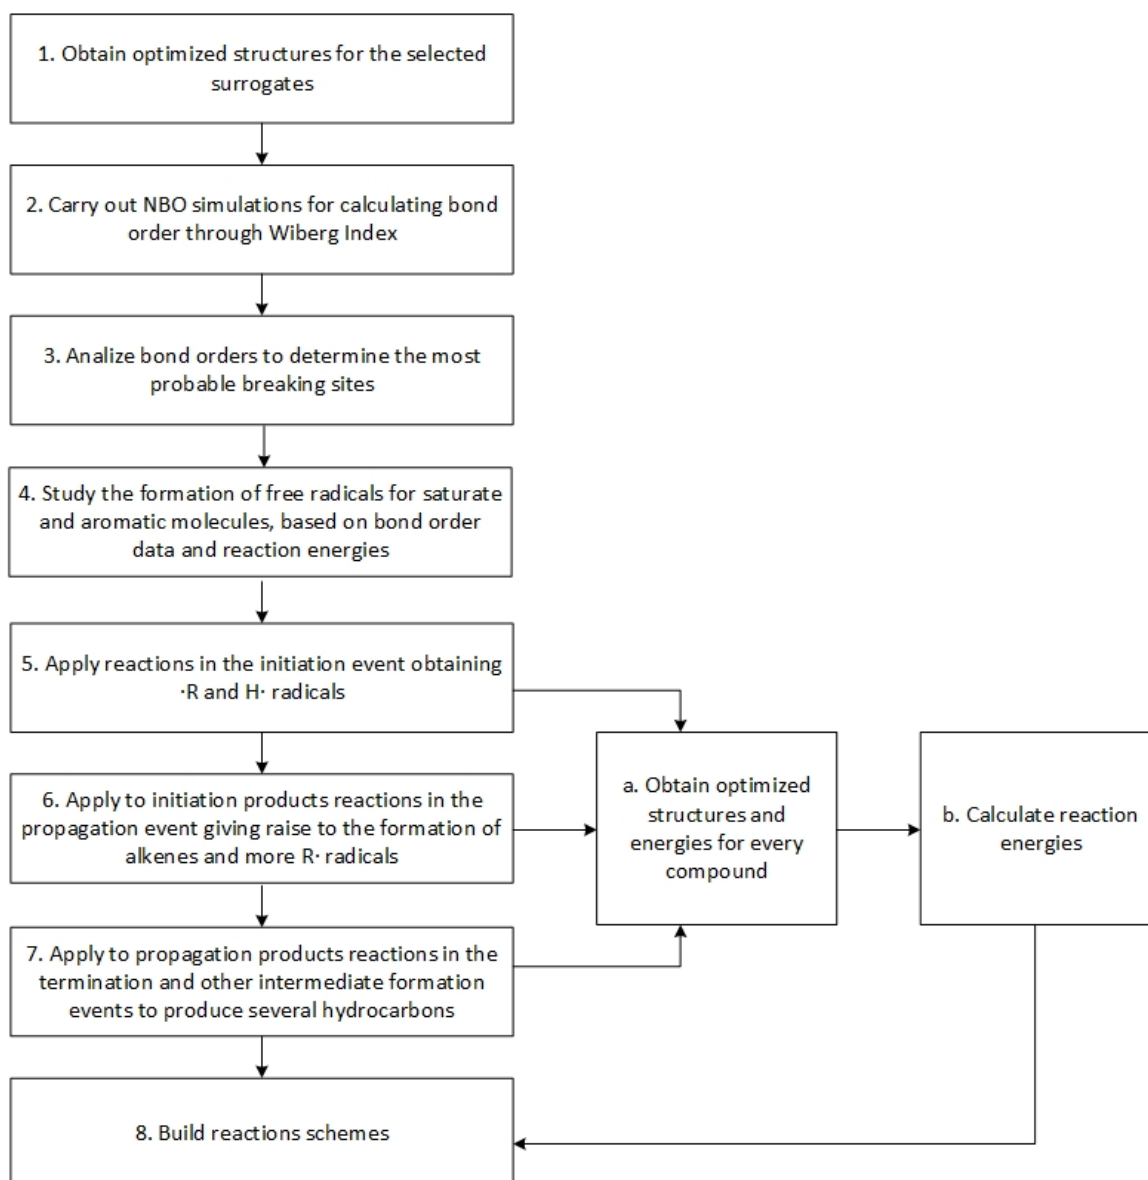 1. Obtain optimized structures for the selected
surrogates
2. Carry out NBO simulations for calculating bond
order through Wiberg Index
3. Analize bond orders to determine the most
probable breaking sites
4. Study the formation of free radicals for saturate
and aromatic molecules, based on bond order
data and reaction energies
5. Apply reactions in the initiation event obtaining
·R and H· radicals
6. Apply to initiation products reactions in the
propagation event giving raise to the formation of
alkenes and more R· radicals
a. Obtain optimized
structures and
energies for every
compound
b. Calculate reaction
energies
7. Apply to propagation products reactions in the
termination and other intermediate formation
events to produce several hydrocarbons
8. Build reactions schemes